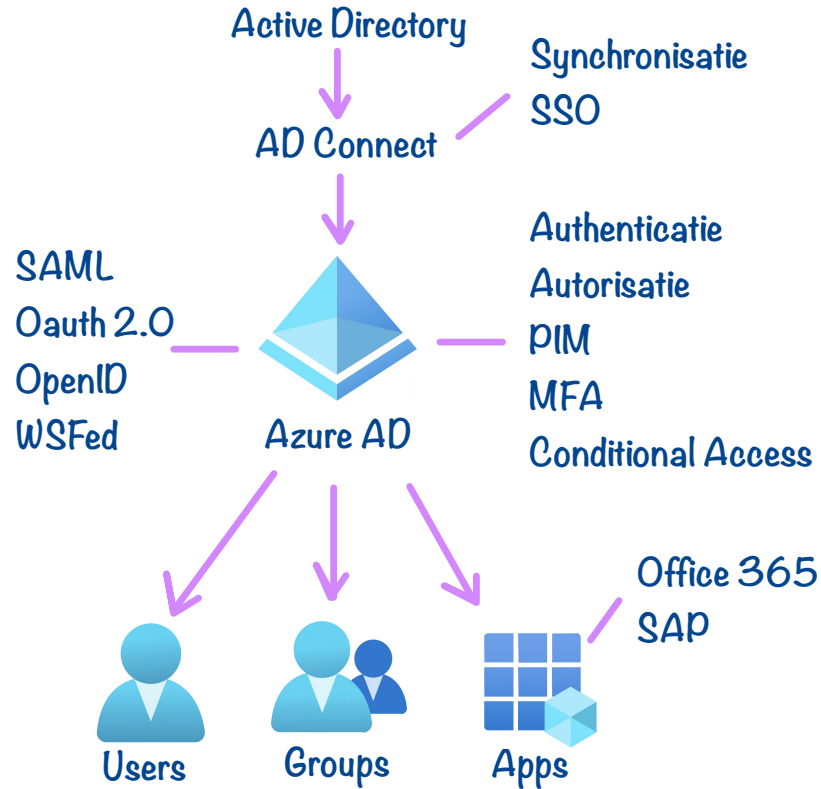 Active Directory
Synchronisatie
SSO
AD Connect
Authenticatie
Autorisatie
PIM
MFA
Conditional Access
SAML
Oauth 2.0
OpenID
WSFed
Azure AD
Office 365
SAP
Users
Groups
Apps